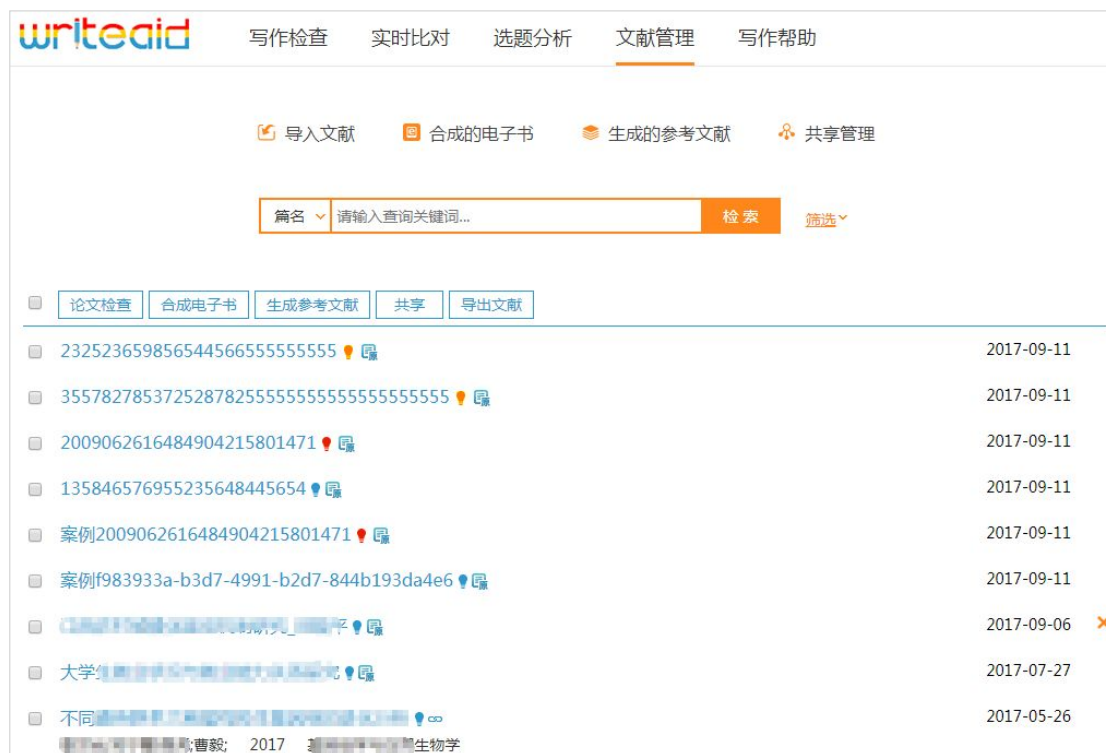 writeaid 写作检查 实时比对 选题分析 文献管理 写作帮助
导入文献 合成的电子书 生成的参考文献 共享管理
篇名 请输入查询关键词... 检索 筛选
论文检查 合成电子书 生成参考文献 共享 导出文献
232523659856544566555555555 2017-09-11
35578278537252878255555555555555555555 2017-09-11
2009062616484904215801471 2017-09-11
135846576955235648445654 2017-09-11
案例2009062616484904215801471 2017-09-11
案例f983933a-b3d7-4991-b2d7-844b193da4e6 2017-09-11
平 2017-09-06
大学生 2017-07-27
不同 2017-05-26
;曹毅; 2017 生物学